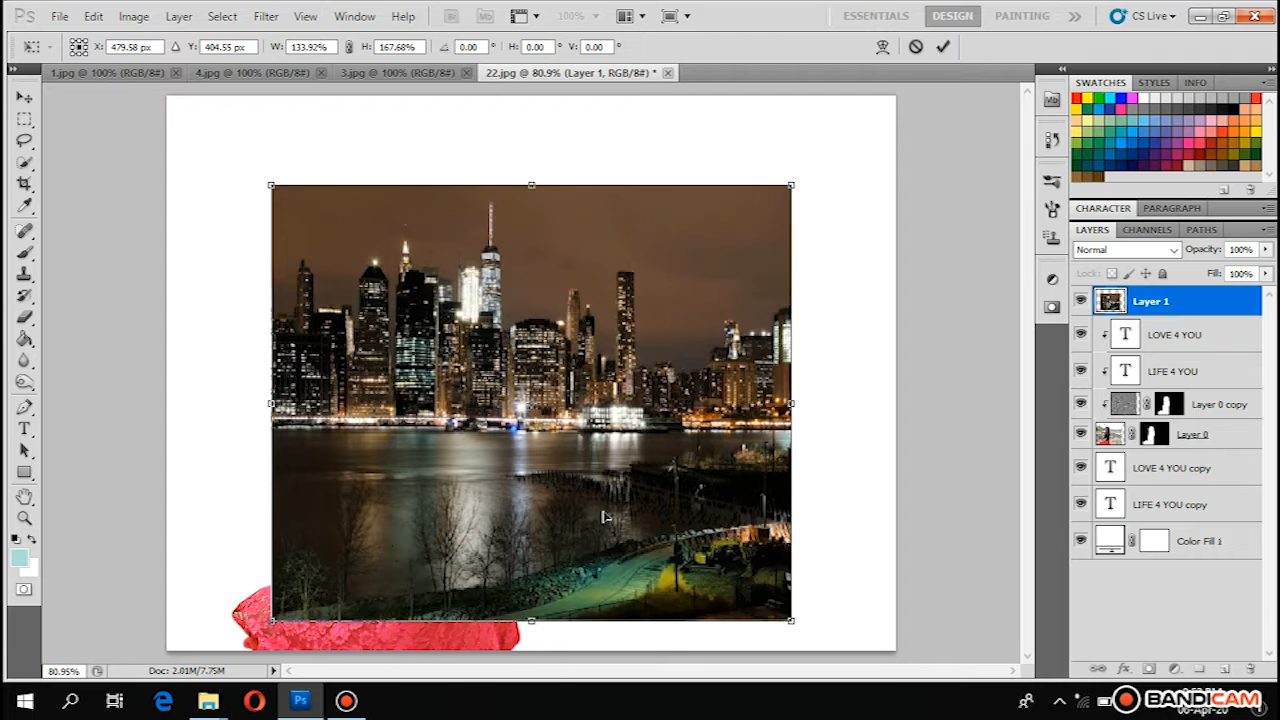 Ps File Edit Image Layer Select Filter View Window Help Br Mb 100% ESSENTIALS DESIGN PAINTING CS Live
X: 479.58 px Y: 404.55 px W: 133.92% H: 167.68% 0.00 ° H: 0.00 ° V: 0.00 °
1.jpg @ 100% (RGB/8#) 4.jpg @ 100% (RGB/8#) 3.jpg @ 100% (RGB/8#) 22.jpg @ 80.9% (Layer 1, RGB/8#) *
SWATCHES STYLES INFO
Mb
CHARACTER PARAGRAPH
LAYERS CHANNELS PATHS
Normal Opacity: 100%
Lock: Fill: 100%
Layer 1
T LOVE 4 YOU
T LIFE 4 YOU
Layer 0 copy
Layer 0
T LOVE 4 YOU copy
T LIFE 4 YOU copy
Color Fill 1
80.95% Doc: 2.01M/7.75M
Ps
BANDICAM